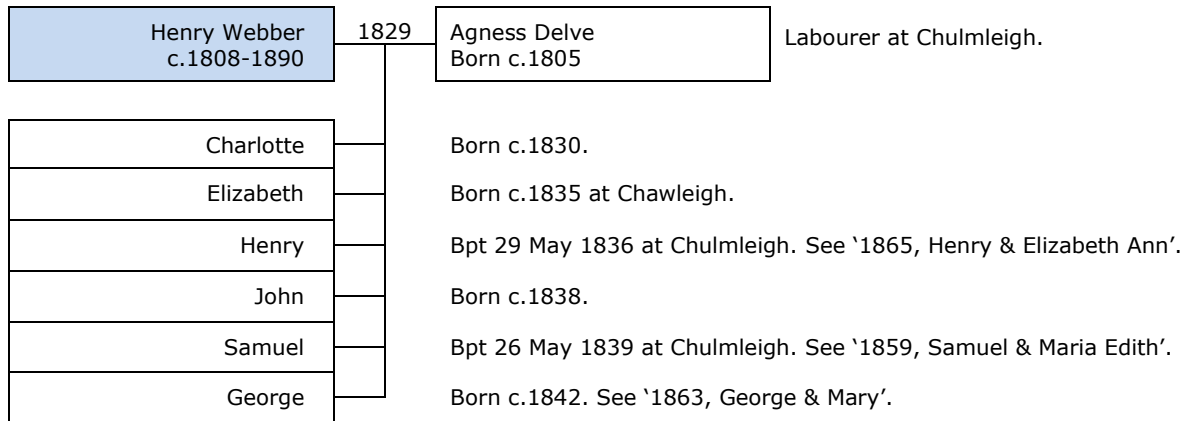 Henry Webber 1829 Agness Delve Labourer at Chulmleigh.
c.1808-1890 Born c.1805
Charlotte Born c.1830.
Elizabeth Born c.1835 at Chawleigh.
Henry Bpt 29 May 1836 at Chulmleigh. See ‘1865, Henry & Elizabeth Ann’.
John Born c.1838.
Samuel Bpt 26 May 1839 at Chulmleigh. See ‘1859, Samuel & Maria Edith’.
George Born c.1842. See ‘1863, George & Mary’.